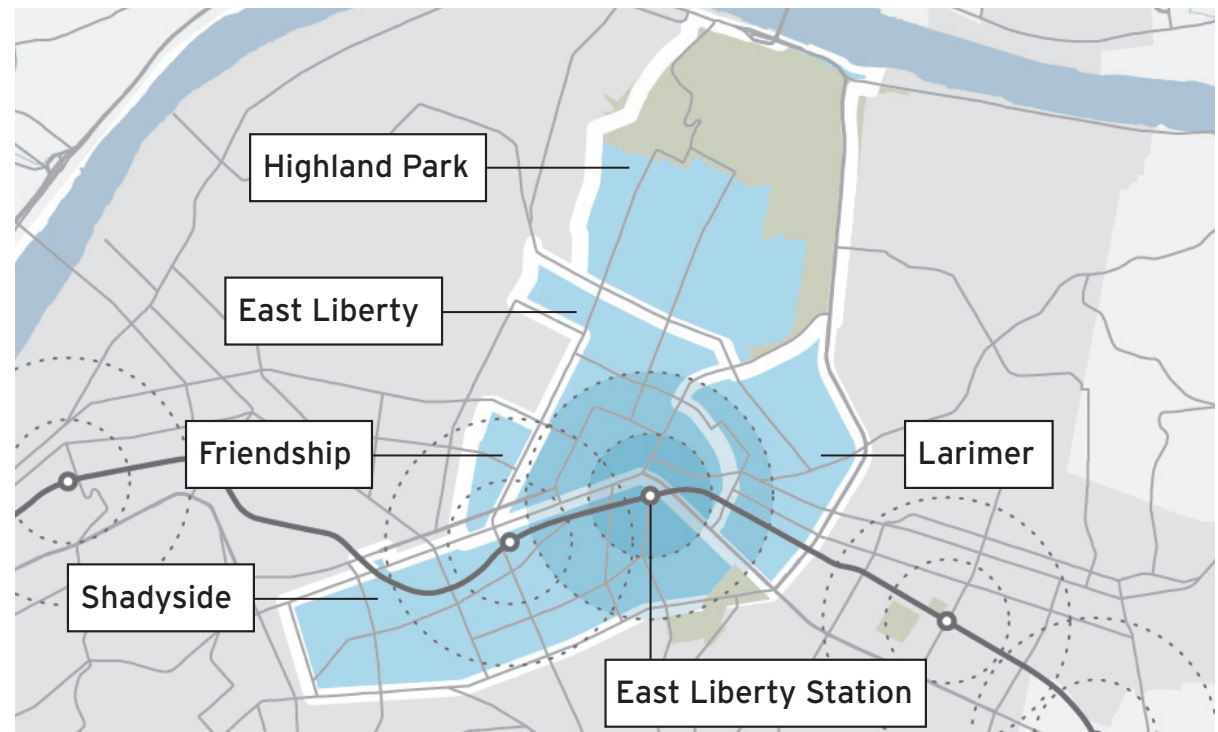 Highland Park
East Liberty
Friendship
Larimer
Shadyside
East Liberty Station